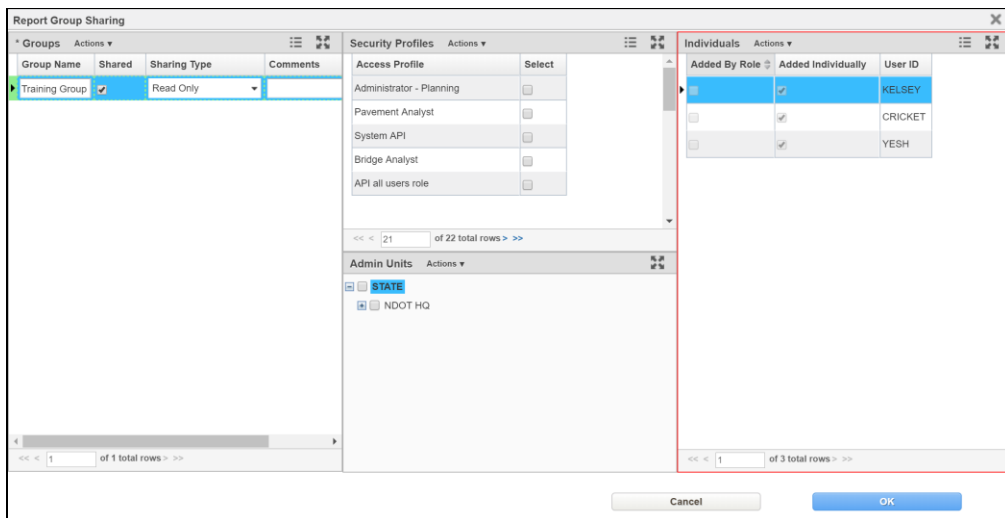 Report Group Sharing
* Groups Actions ▾
Group Name Shared Sharing Type Comments
Training Group Read Only
<< < 1 of 1 total rows > >>
Security Profiles Actions ▾
Access Profile Select
Administrator - Planning
Pavement Analyst
System API
Bridge Analyst
API all users role
<< < 21 of 22 total rows > >>
Admin Units Actions ▾
STATE
NDOT HQ
Individuals Actions ▾
Added By Role Added Individually User ID
KELSEY
CRICKET
YESH
<< < 1 of 3 total rows > >>
Cancel OK